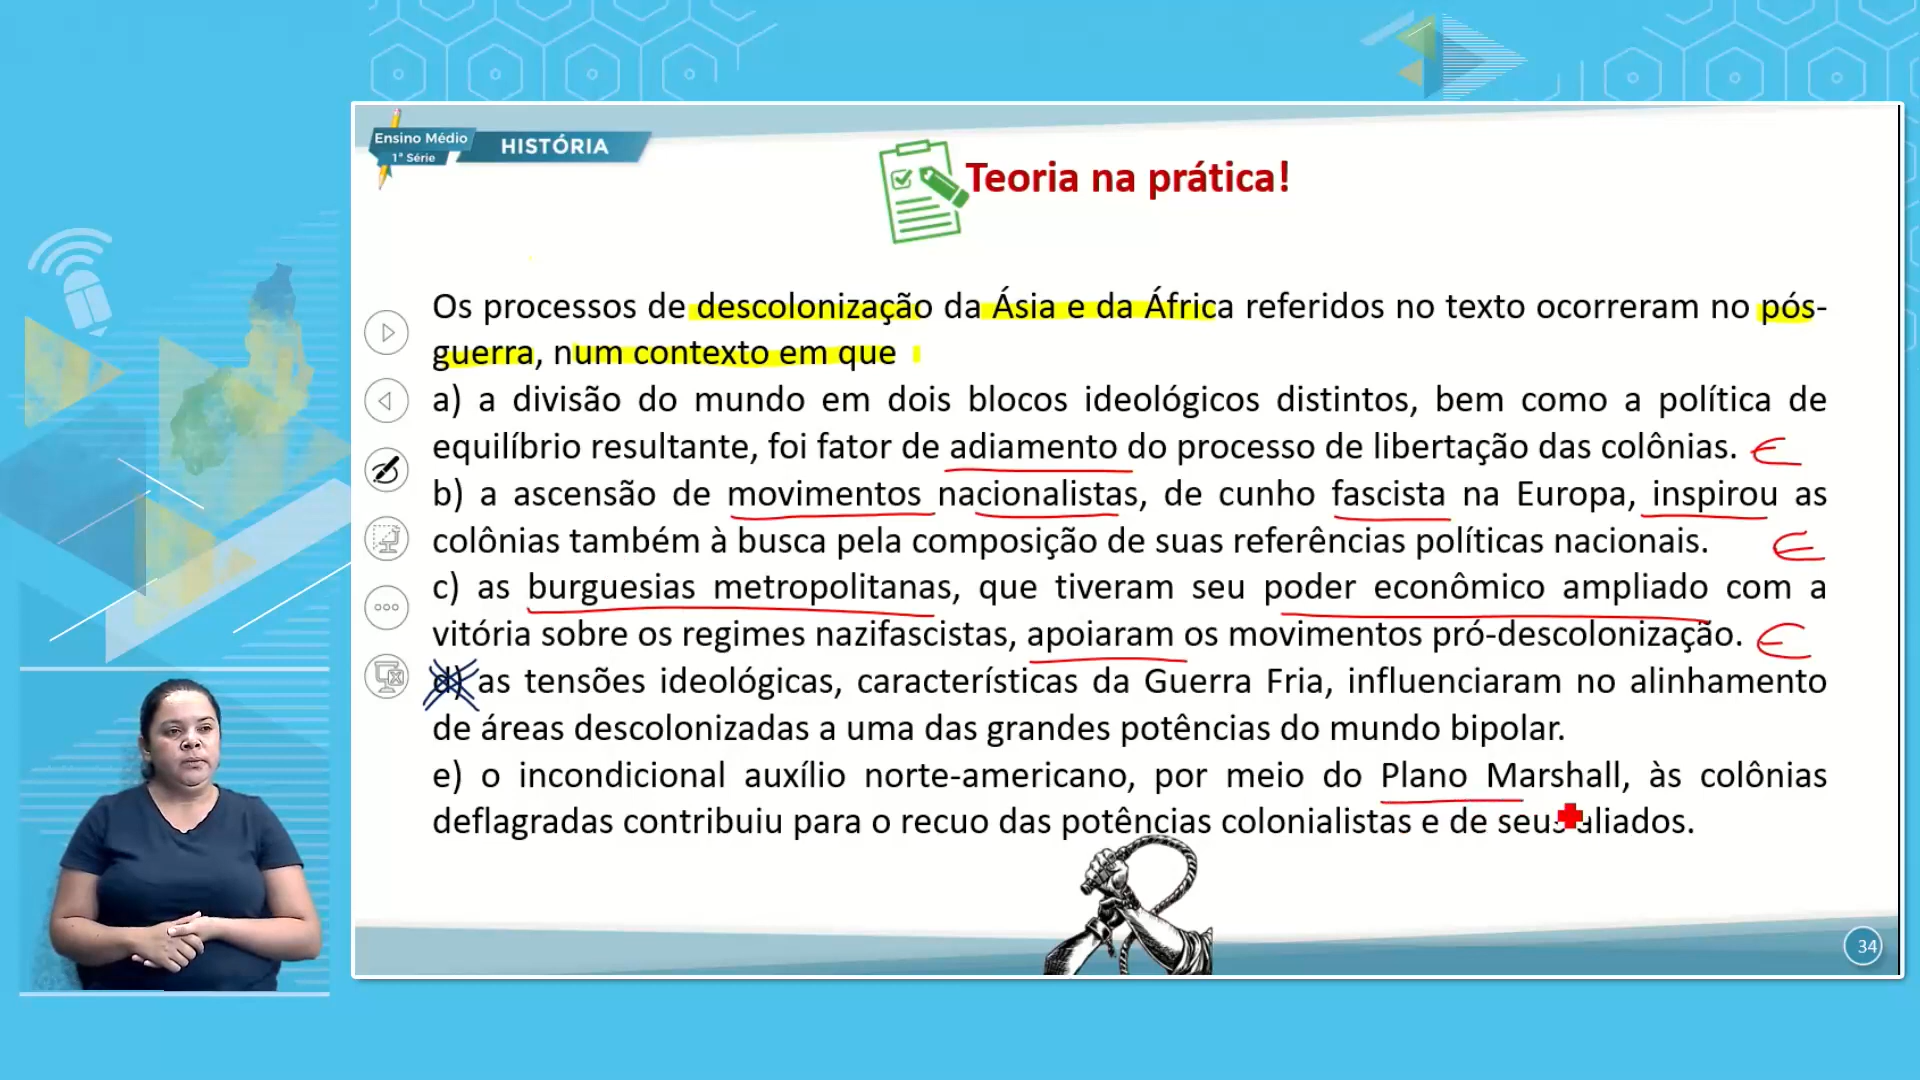 Ensino Médio
1ª Série
HISTÓRIA
Teoria na prática!
Os processos de descolonização da Ásia e da África referidos no texto ocorreram no pós-
guerra, num contexto em que
a) a divisão do mundo em dois blocos ideológicos distintos, bem como a política de
equilíbrio resultante, foi fator de adiamento do processo de libertação das colônias. E
b) a ascensão de movimentos nacionalistas, de cunho fascista na Europa, inspirou as
colônias também à busca pela composição de suas referências políticas nacionais. E
c) as burguesias metropolitanas, que tiveram seu poder econômico ampliado com a
vitória sobre os regimes nazifascistas, apoiaram os movimentos pró-descolonização. E
d) as tensões ideológicas, características da Guerra Fria, influenciaram no alinhamento
de áreas descolonizadas a uma das grandes potências do mundo bipolar.
e) o incondicional auxílio norte-americano, por meio do Plano Marshall, às colônias
deflagradas contribuiu para o recuo das potências colonialistas e de seus aliados.
34